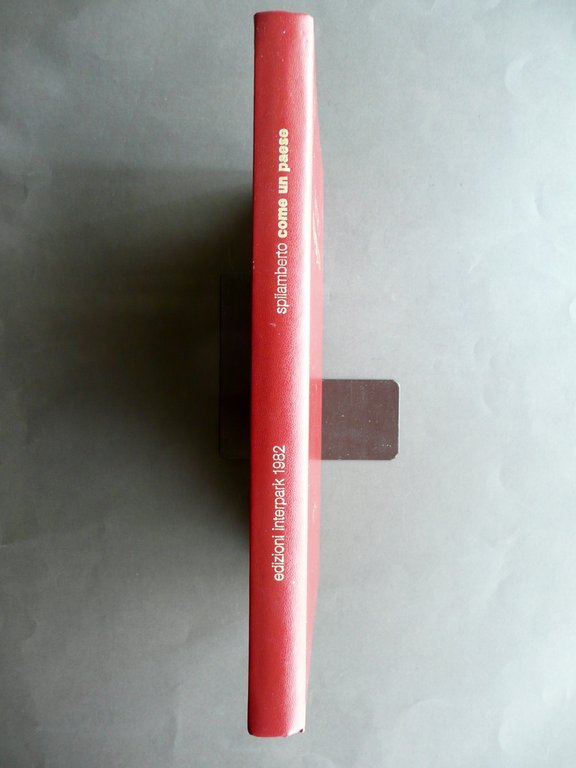 spilamberto come un paese
edizioni interpark 1982